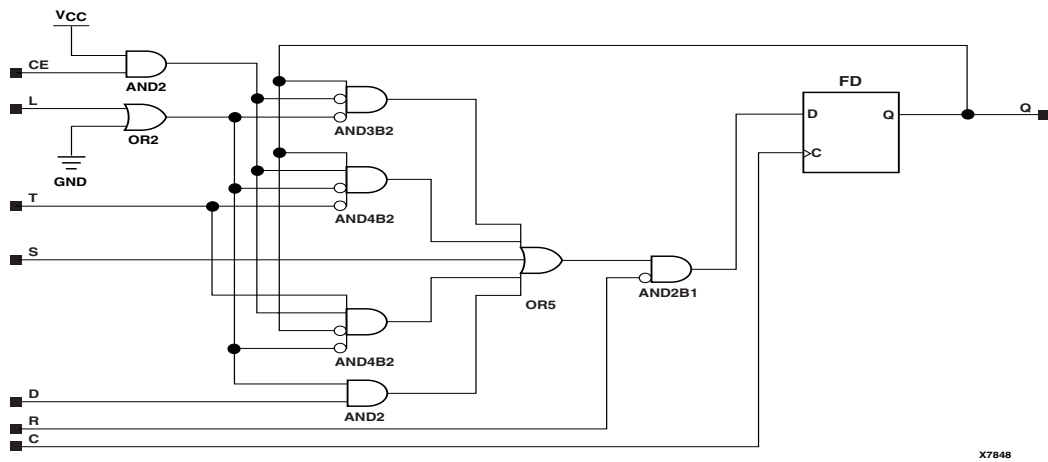 VCC
CE
AND2
L
OR2
GND
T
S
D
R
C
AND3B2
AND4B2
AND4B2
AND2
OR5
AND2B1
FD
D
Q
C
Q
X7848